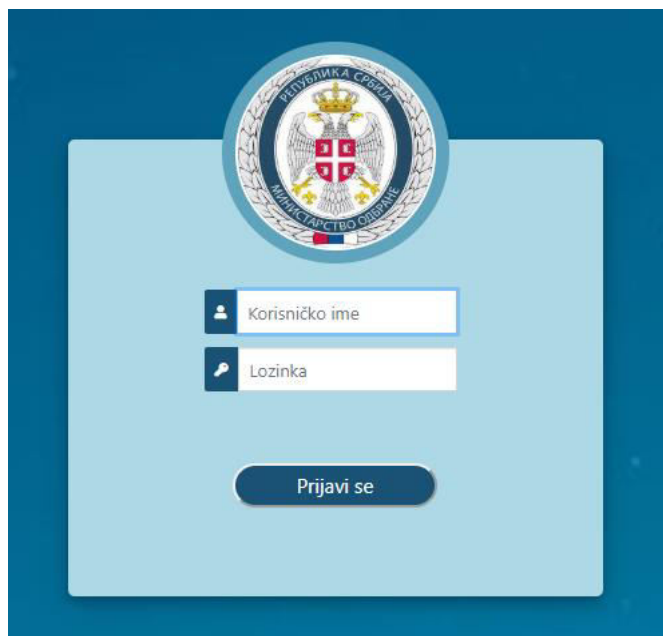 РЕПУБЛИКА СРБИЈА
МИНИСТАРСТВО ОДБРАНЕ
Korisničko ime
Lozinka
Prijavi se